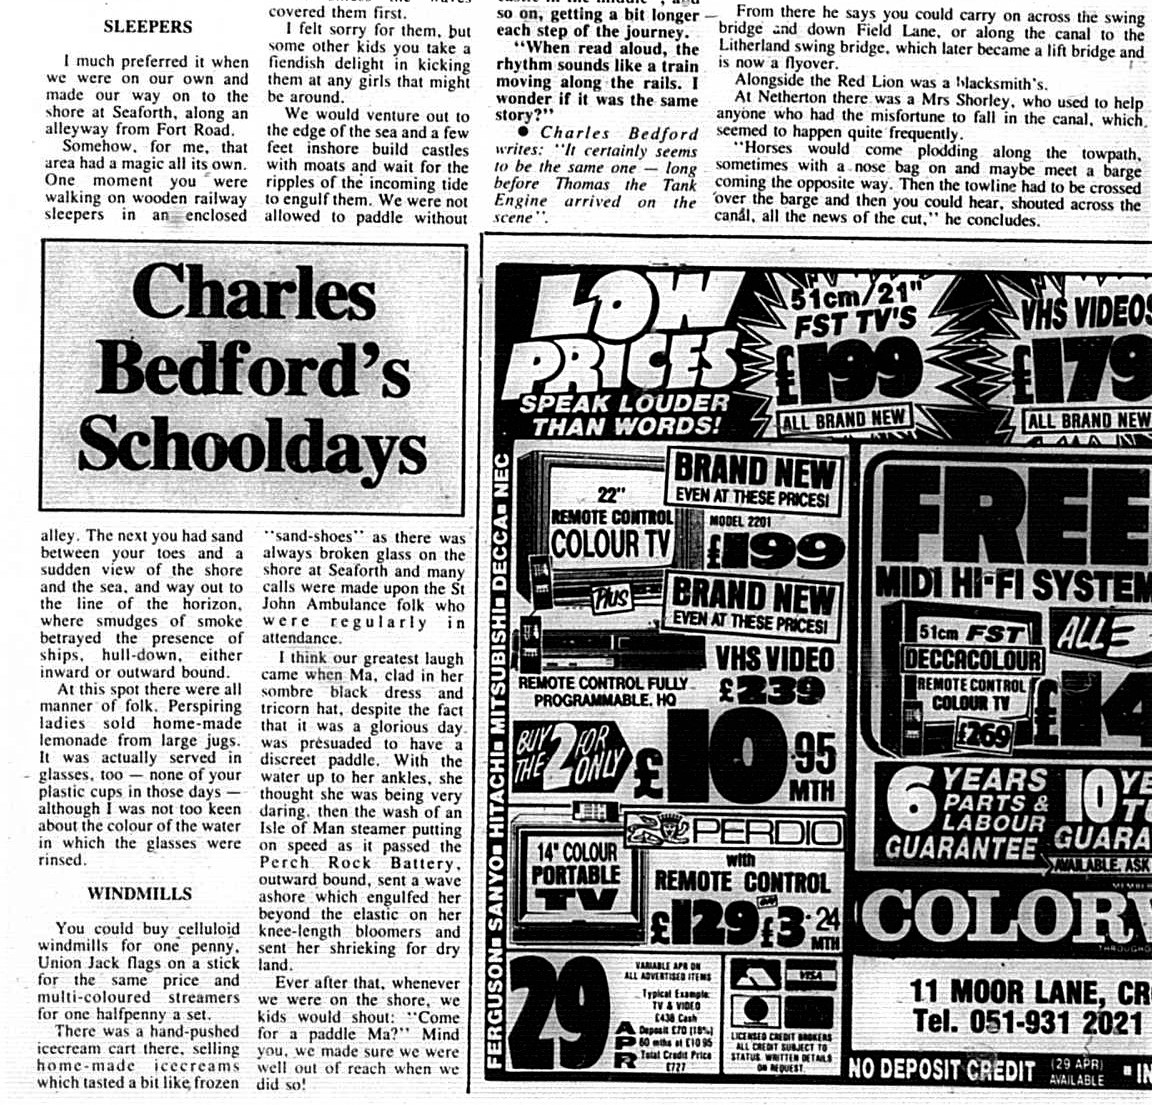 SLEEPERS
I much preferred it when
we were on our own and
made our way on to the
shore at Seaforth, along an
alleyway from Fort Road.
Somehow, for me, that
area had a magic all its own.
One moment you were
walking on wooden railway
sleepers in an enclosed
covered them first.
I felt sorry for them, but
some other kids you take a
fiendish delight in kicking
them at any girls that might
be around.
We would venture out to
the edge of the sea and a few
feet inshore build castles
with moats and wait for the
ripples of the incoming tide
to engulf them. We were not
allowed to paddle without
so on, getting a bit longer
each step of the journey.
"When read aloud, the
rhythm sounds like a train
moving along the rails. I
wonder if it was the same
story?"
● Charles Bedford
writes: "It certainly seems
to be the same one — long
before Thomas the Tank
Engine arrived on the
scene".
From there he says you could carry on across the swing
bridge and down Field Lane, or along the canal to the
Litherland swing bridge, which later became a lift bridge and
is now a flyover.
Alongside the Red Lion was a blacksmith's.
At Netherton there was a Mrs Shorley, who used to help
anyone who had the misfortune to fall in the canal, which
seemed to happen quite frequently.
"Horses would come plodding along the towpath,
sometimes with a nose bag on and maybe meet a barge
coming the opposite way. Then the towline had to be crossed
over the barge and then you could hear, shouted across the
canal, all the news of the cut," he concludes.
Charles
Bedford's
Schooldays
alley. The next you had sand
between your toes and a
sudden view of the shore
and the sea, and way out to
the line of the horizon,
where smudges of smoke
betrayed the presence of
ships, hull-down, either
inward or outward bound.
At this spot there were all
manner of folk. Perspiring
ladies sold home-made
lemonade from large jugs.
It was actually served in
glasses, too — none of your
plastic cups in those days —
although I was not too keen
about the colour of the water
in which the glasses were
rinsed.
WINDMILLS
You could buy celluloid
windmills for one penny,
Union Jack flags on a stick
for the same price and
multi-coloured streamers
for one halfpenny a set.
There was a hand-pushed
icecream cart there, selling
home-made icecreams
which tasted a bit like frozen
"sand-shoes" as there was
always broken glass on the
shore at Seaforth and many
calls were made upon the St
John Ambulance folk who
were regularly in
attendance.
I think our greatest laugh
came when Ma, clad in her
sombre black dress and
tricorn hat, despite the fact
that it was a glorious day
was presuaded to have a
discreet paddle. With the
water up to her ankles, she
thought she was being very
daring, then the wash of an
Isle of Man steamer putting
on speed as it passed the
Perch Rock Battery,
outward bound, sent a wave
ashore which engulfed her
beyond the elastic on her
knee-length bloomers and
sent her shrieking for dry
land.
Ever after that, whenever
we were on the shore, we
kids would shout: "Come
for a paddle Ma?" Mind
you, we made sure we were
well out of reach when we
did so!
LOW
PRICES
SPEAK LOUDER
THAN WORDS!
51cm/21"
FST TV'S
£199
ALL BRAND NEW
VHS VIDEOS
£179
ALL BRAND NEW
FERGUSON ■ SANYO ■ HITACHI ■ MITSUBISHI ■ DECCA ■ NEC
22"
REMOTE CONTROL
COLOUR TV
BRAND NEW
EVEN AT THESE PRICES!
MODEL 2201
£199
Plus
BRAND NEW
EVEN AT THESE PRICES!
VHS VIDEO
£239
REMOTE CONTROL FULLY
PROGRAMMABLE, HQ
BUY
THE 2 FOR
ONLY
£10.95
MTH
14" COLOUR
PORTABLE
TV
PERDIO
with
REMOTE CONTROL
£129 £3.24
MTH
29
APR
VARIABLE APR ON
ALL ADVERTISED ITEMS
Typical Example:
TV & VIDEO
£438 Cash
Deposit £70 (16%)
60 mths at £10.95
Total Credit Price
£727
VISA
LICENSED CREDIT BROKERS
ALL CREDIT SUBJECT TO
STATUS. WRITTEN DETAILS
ON REQUEST.
FREE
MIDI HI-FI SYSTEM
51cm FST
DECCACOLOUR
REMOTE CONTROL
COLOUR TV
£269
ALL
£14
6 YEARS
PARTS &
LABOUR
GUARANTEE
10 YE
TU
GUARA
AVAILABLE. ASK
MEMBER
COLORV
THROUGHO
11 MOOR LANE, CR
Tel. 051-931 2021
NO DEPOSIT CREDIT (29 APR)
AVAILABLE ■ IN